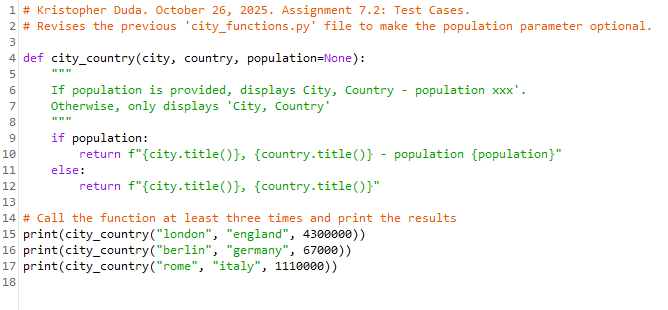 1 # Kristopher Duda. October 26, 2025. Assignment 7.2: Test Cases.
2 # Revises the previous 'city_functions.py' file to make the population parameter optional.
3
4 def city_country(city, country, population=None):
5     """
6     If population is provided, displays City, Country - population xxx'.
7     Otherwise, only displays 'City, Country'
8     """
9     if population:
10         return f"{city.title()}, {country.title()} - population {population}"
11     else:
12         return f"{city.title()}, {country.title()}"
13
14 # Call the function at least three times and print the results
15 print(city_country("london", "england", 4300000))
16 print(city_country("berlin", "germany", 67000))
17 print(city_country("rome", "italy", 1110000))
18